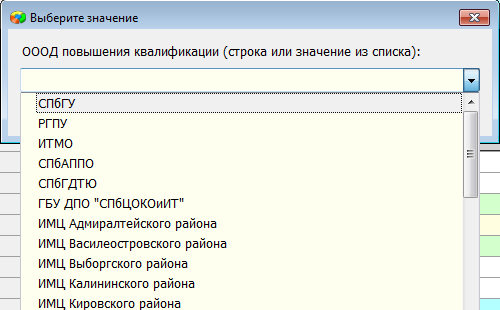 Выберите значение
ОООД повышения квалификации (строка или значение из списка):
СПбГУ
РГПУ
ИТМО
СПбАППО
СПбГДТЮ
ГБУ ДПО "СПбЦОКОиИТ"
ИМЦ Адмиралтейского района
ИМЦ Василеостровского района
ИМЦ Выборгского района
ИМЦ Калининского района
ИМЦ Кировского района